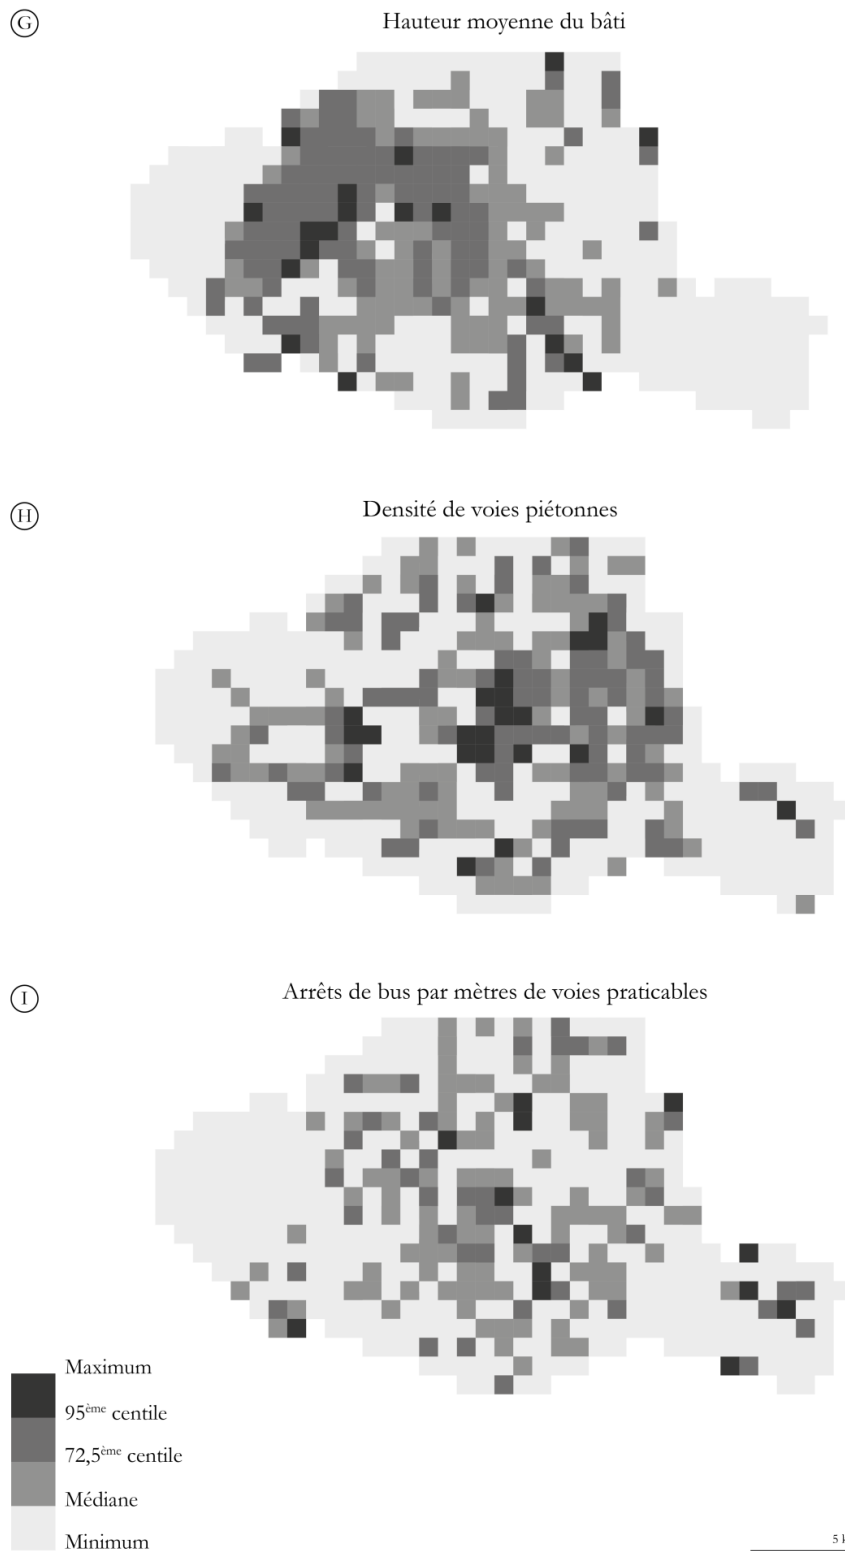 G
Hauteur moyenne du bâti
H
Densité de voies piétonnes
I
Arrêts de bus par mètres de voies praticables
Maximum
95ème centile
72,5ème centile
Médiane
Minimum
5